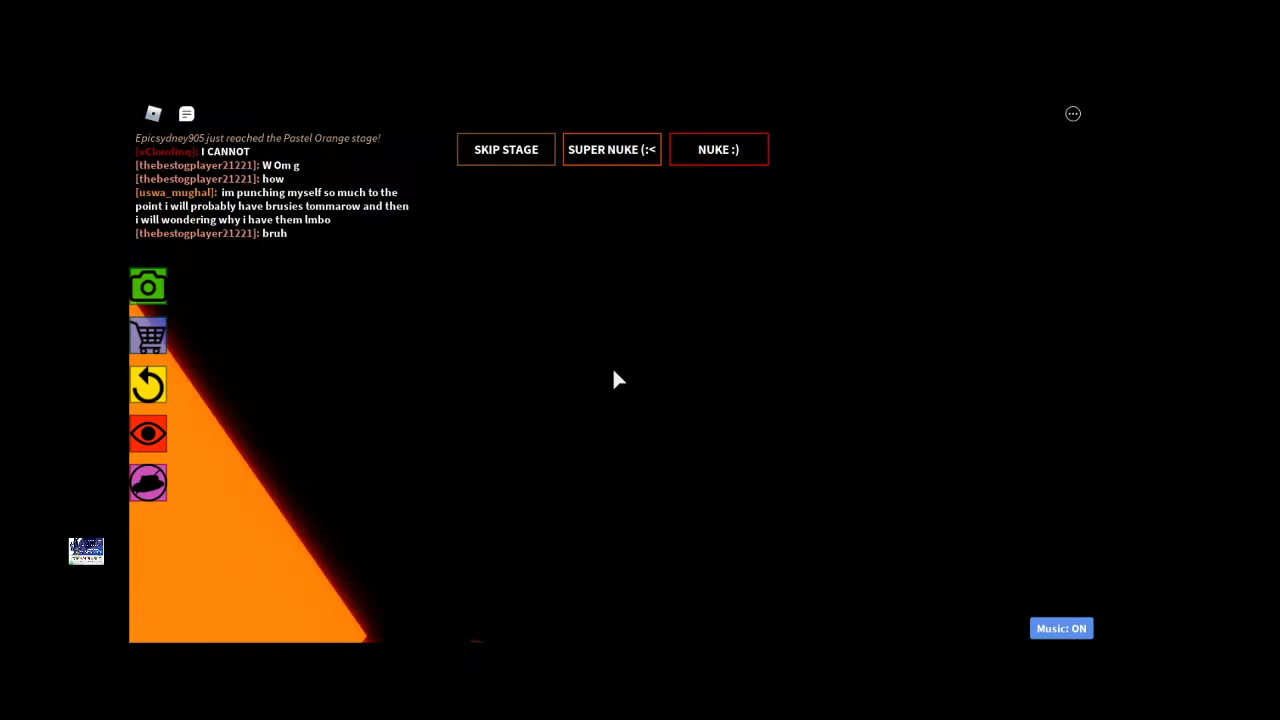 Epicsydney905 just reached the Pastel Orange stage!
SKIP STAGE
SUPER NUKE (:<
NUKE :)
[vClouding]: I CANNOT
[thebestogplayer21221]: W Om g
[thebestogplayer21221]: how
[uswa_mughal]: im punching myself so much to the
point i will probably have brusies tommarow and then
i will wondering why i have them lmbo
[thebestogplayer21221]: bruh
Music: ON